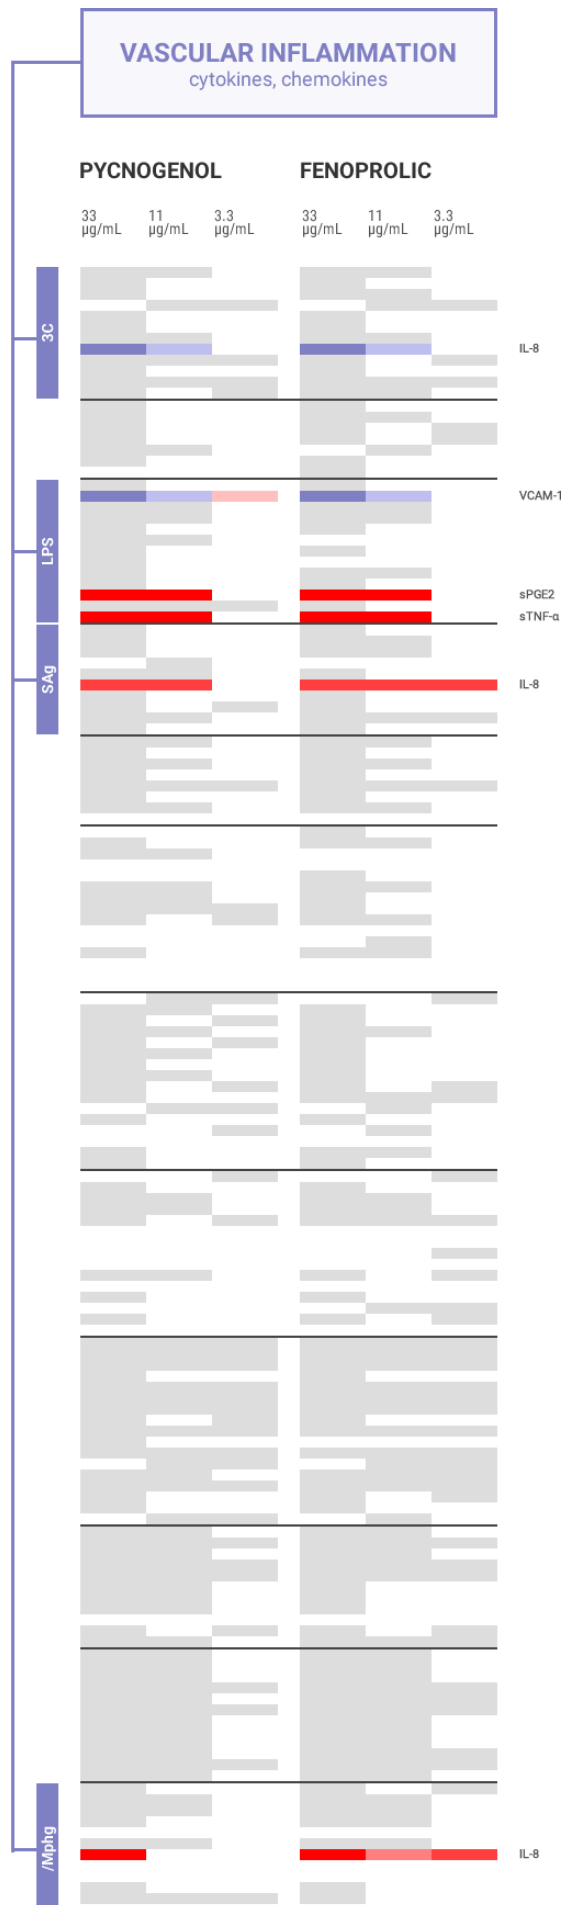 VASCULAR INFLAMMATION
cytokines, chemokines
PYCNOGENOL
FENOPROLIC
33
µg/mL
11
µg/mL
3.3
µg/mL
33
µg/mL
11
µg/mL
3.3
µg/mL
3C
IL-8
LPS
VCAM-1
sPGE2
sTNF-α
SAg
IL-8
/Mphg
IL-8